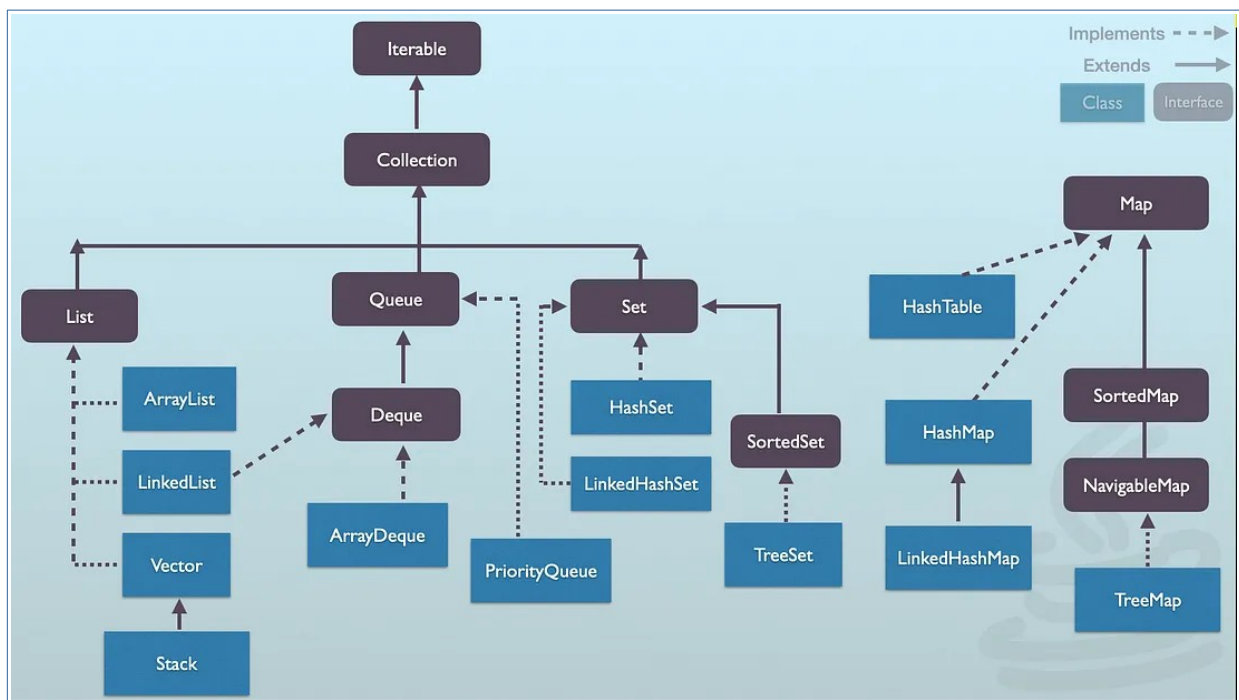 Iterable
Implements
Extends
Class
Interface
Collection
Map
List
Queue
Set
HashTable
ArrayList
Deque
HashSet
SortedSet
HashMap
SortedMap
LinkedList
LinkedHashSet
NavigableMap
ArrayDeque
Vector
PriorityQueue
TreeSet
LinkedHashMap
TreeMap
Stack